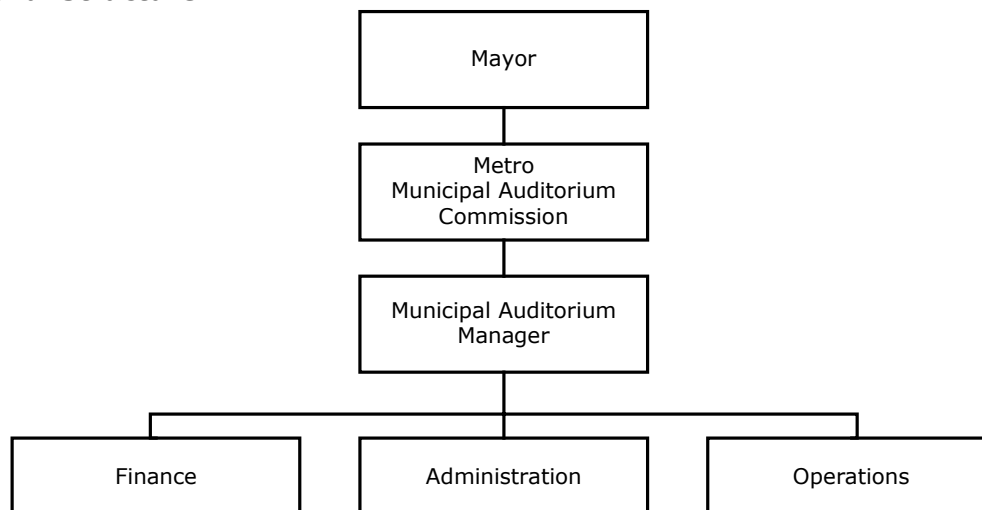 Mayor
Metro
Municipal Auditorium
Commission
Municipal Auditorium
Manager
Finance
Administration
Operations